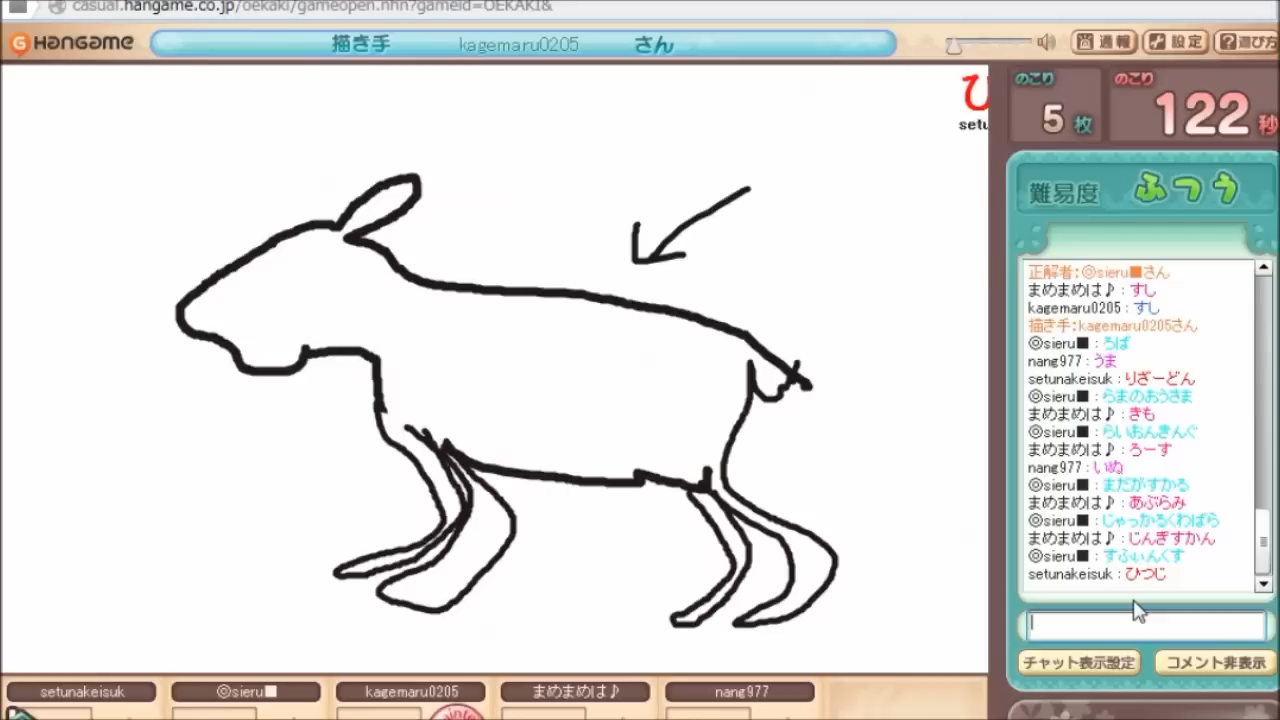 casual.hangame.co.jp/oekaki/gameopen.nhn?gameid=OEKAKI&
HANGAME 描き手 kagemaru0205 さん 通報 設定 遊び方
のこり 5 枚 のこり 122 秒
ひ
setu
難易度 ふつう
正解者:◎sieru■さん
まめまめは♪ : すし
kagemaru0205 : すし
描き手:kagemaru0205さん
◎sieru■ : ろば
nang977 : うま
setunakeisuk : りざーどん
◎sieru■ : らまのおうさま
まめまめは♪ : きも
◎sieru■ : らいおんきんぐ
まめまめは♪ : ろーす
nang977 : いぬ
◎sieru■ : まだがすかる
まめまめは♪ : あぶらみ
◎sieru■ : じゃっかるくわばら
まめまめは♪ : じんぎすかん
◎sieru■ : すふぃんくす
setunakeisuk : ひつじ
チャット表示設定 コメント非表示
setunakeisuk ◎sieru■ kagemaru0205 まめまめは♪ nang977